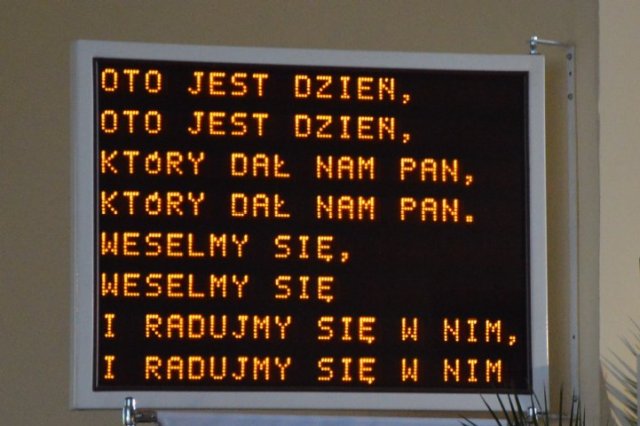 OTO JEST DZIEŃ,
OTO JEST DZIEŃ,
KTÓRY DAŁ NAM PAN,
KTÓRY DAŁ NAM PAN.
WESELMY SIĘ,
WESELMY SIĘ
I RADUJMY SIĘ W NIM,
I RADUJMY SIĘ W NIM